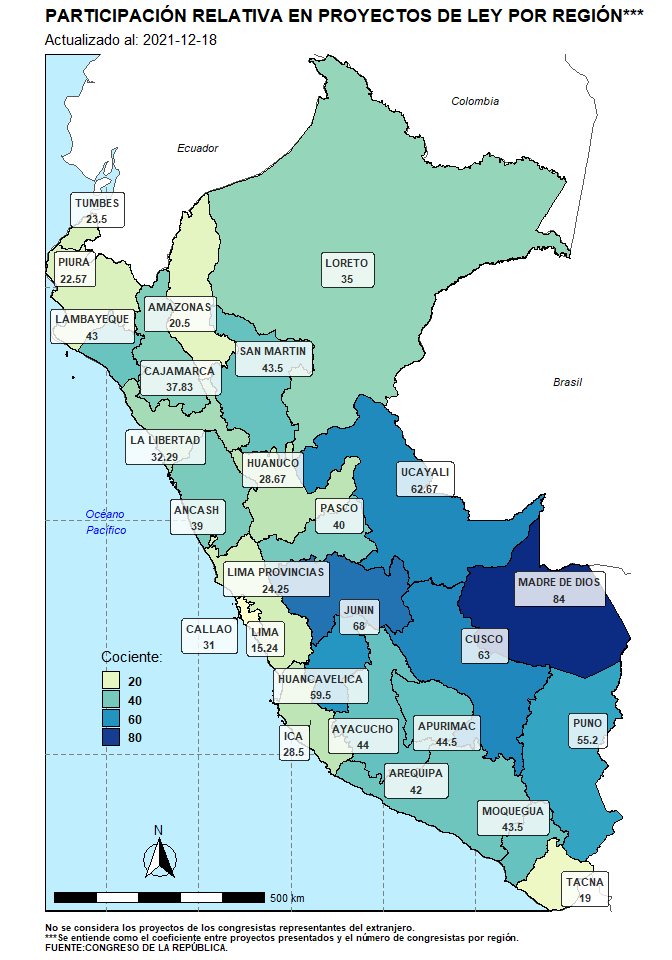 PARTICIPACIÓN RELATIVA EN PROYECTOS DE LEY POR REGIÓN***
Actualizado al: 2021-12-18
Colombia
Ecuador
TUMBES
23.5
PIURA
22.57
LORETO
35
AMAZONAS
20.5
LAMBAYEQUE
43
SAN MARTIN
43.5
CAJAMARCA
37.83
Brasil
LA LIBERTAD
32.29
HUANUCO
28.67
UCAYALI
62.67
ANCASH
39
PASCO
40
Océano
Pacífico
LIMA PROVINCIAS
24.25
MADRE DE DIOS
84
JUNIN
68
CALLAO
31
LIMA
15.24
CUSCO
63
Cociente:
20
40
60
80
HUANCAVELICA
59.5
ICA
28.5
AYACUCHO
44
APURIMAC
44.5
PUNO
55.2
AREQUIPA
42
MOQUEGUA
43.5
TACNA
19
N
500 km
No se considera los proyectos de los congresistas representantes del extranjero.
***Se entiende como el coeficiente entre proyectos presentados y el número de congresistas por región.
FUENTE:CONGRESO DE LA REPÚBLICA.